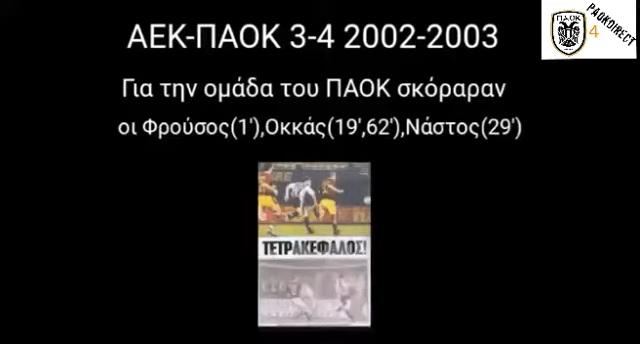 ΑΕΚ-ΠΑΟΚ 3-4 2002-2003
Για την ομάδα του ΠΑΟΚ σκόραραν
οι Φρούσος(1'),Οκκάς(19',62'),Νάστος(29')
ΤΕΤΡΑΚΕΦΑΛΟΣ!
ΠΑΟΚ
4
PAOKDIRECT